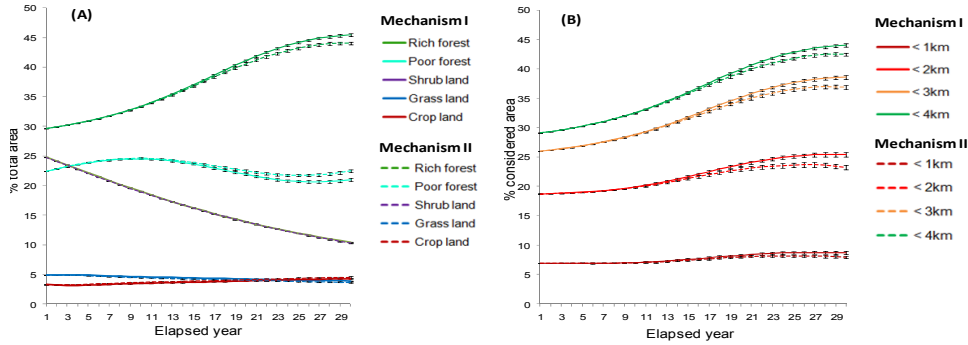 (A)
% total area
50
45
40
35
30
25
20
15
10
5
0
1 3 5 7 9 11 13 15 17 19 21 23 25 27 29
Elapsed year
Mechanism I
Rich forest
Poor forest
Shrub land
Grass land
Crop land
Mechanism II
Rich forest
Poor forest
Shrub land
Grass land
Crop land
(B)
% considered area
50
45
40
35
30
25
20
15
10
5
0
1 3 5 7 9 11 13 15 17 19 21 23 25 27 29
Elapsed year
Mechanism I
< 1km
< 2km
< 3km
< 4km
Mechanism II
< 1km
< 2km
< 3km
< 4km